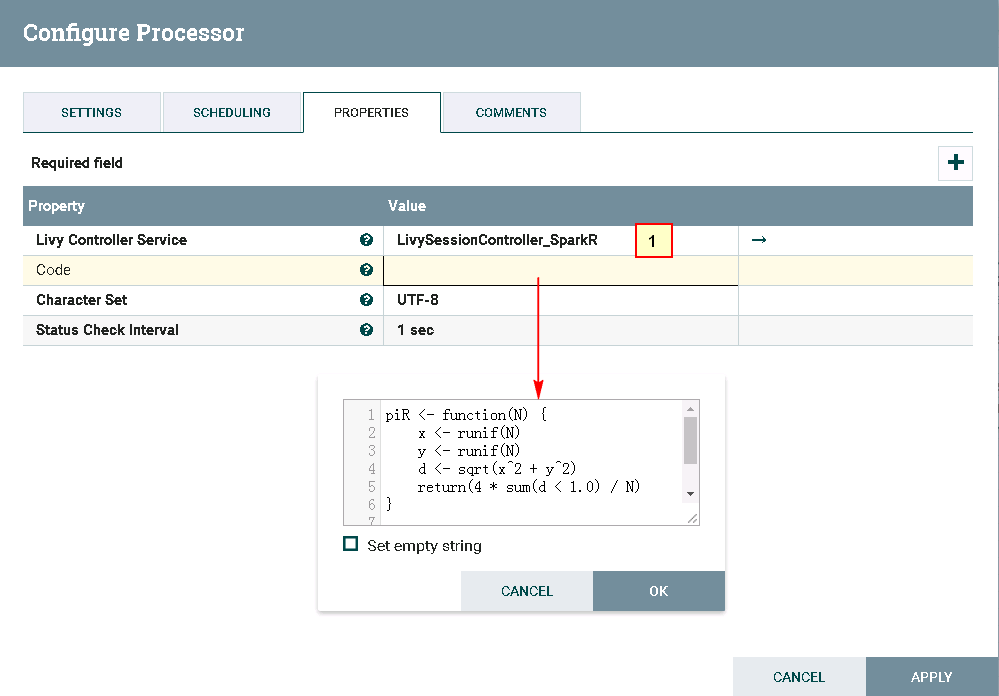 Configure Processor
SETTINGS SCHEDULING PROPERTIES COMMENTS
Required field
Property Value
Livy Controller Service LivySessionController_SparkR 1
Code
Character Set UTF-8
Status Check Interval 1 sec
1 piR <- function(N) {
2     x <- runif(N)
3     y <- runif(N)
4     d <- sqrt(x^2 + y^2)
5     return(4 * sum(d < 1.0) / N)
6 }
7
Set empty string
CANCEL OK
CANCEL APPLY